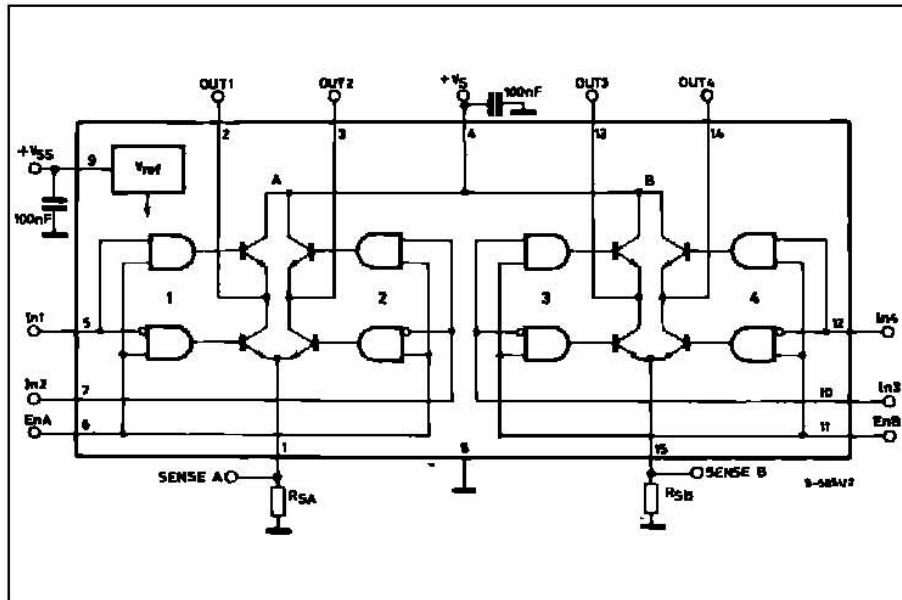 OUT1
OUT2
+VS
100nF
OUT3
OUT4
2
3
4
13
14
+VSS
9
Vref
A
B
100nF
1
2
3
4
In1
5
12
In4
In2
7
10
In3
EnA
6
11
EnB
1
8
15
SENSE A
RSA
SENSE B
RSB